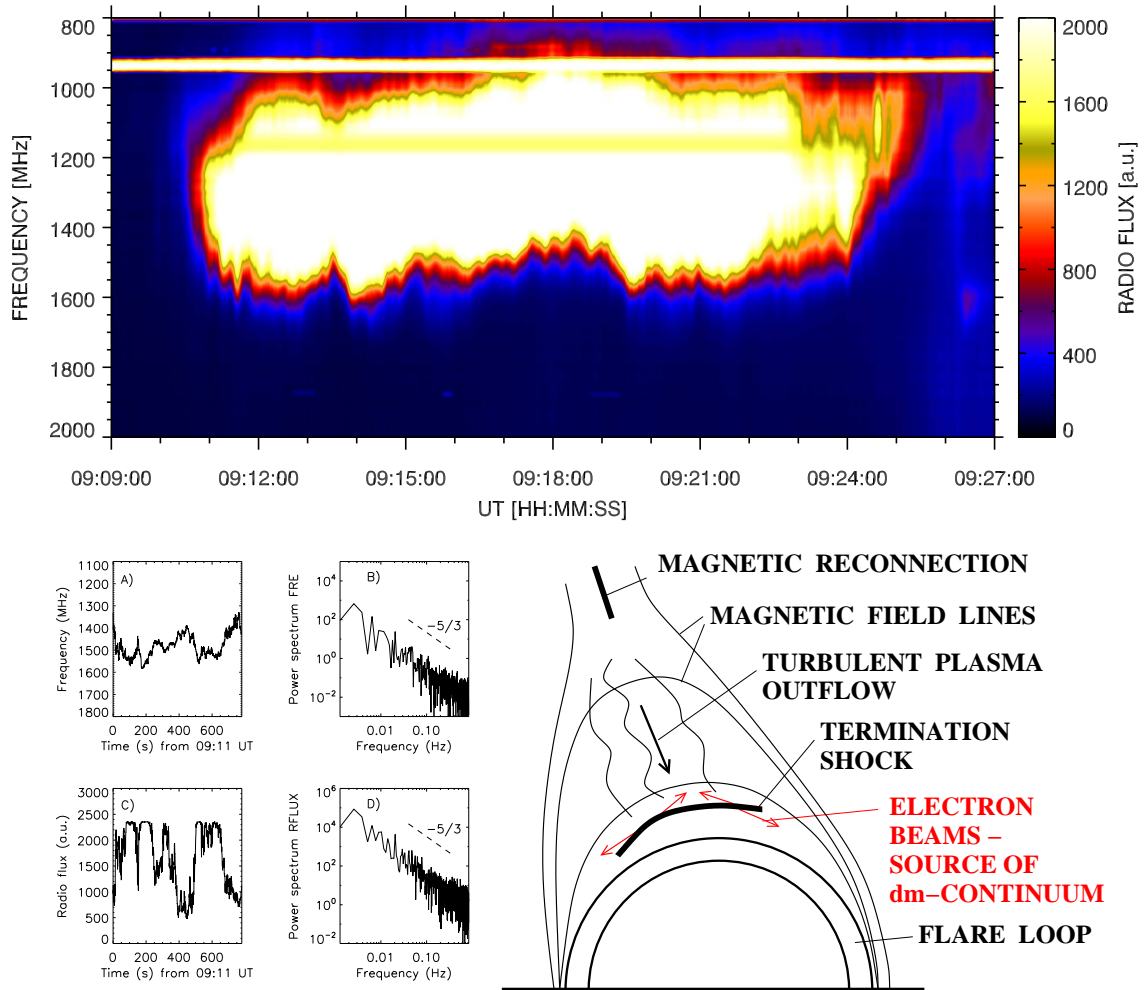 800
1000
1200
1400
1600
1800
2000
FREQUENCY [MHz]
09:09:00 09:12:00 09:15:00 09:18:00 09:21:00 09:24:00 09:27:00
UT [HH:MM:SS]
2000
1600
1200
800
400
0
RADIO FLUX [a.u.]
A)
1100
1200
1300
1400
1500
1600
1700
1800
Frequency (MHz)
0 200 400 600
Time (s) from 09:11 UT
B)
10^4
10^2
10^0
10^-2
Power spectrum FRE
-5/3
0.01 0.10
Frequency (Hz)
C)
3000
2500
2000
1500
1000
500
0
Radio flux (a.u.)
0 200 400 600
Time (s) from 09:11 UT
D)
10^6
10^4
10^2
10^0
10^-2
Power spectrum RFLUX
-5/3
0.01 0.10
Frequency (Hz)
MAGNETIC RECONNECTION
MAGNETIC FIELD LINES
TURBULENT PLASMA
OUTFLOW
TERMINATION
SHOCK
ELECTRON
BEAMS –
SOURCE OF
dm–CONTINUUM
FLARE LOOP